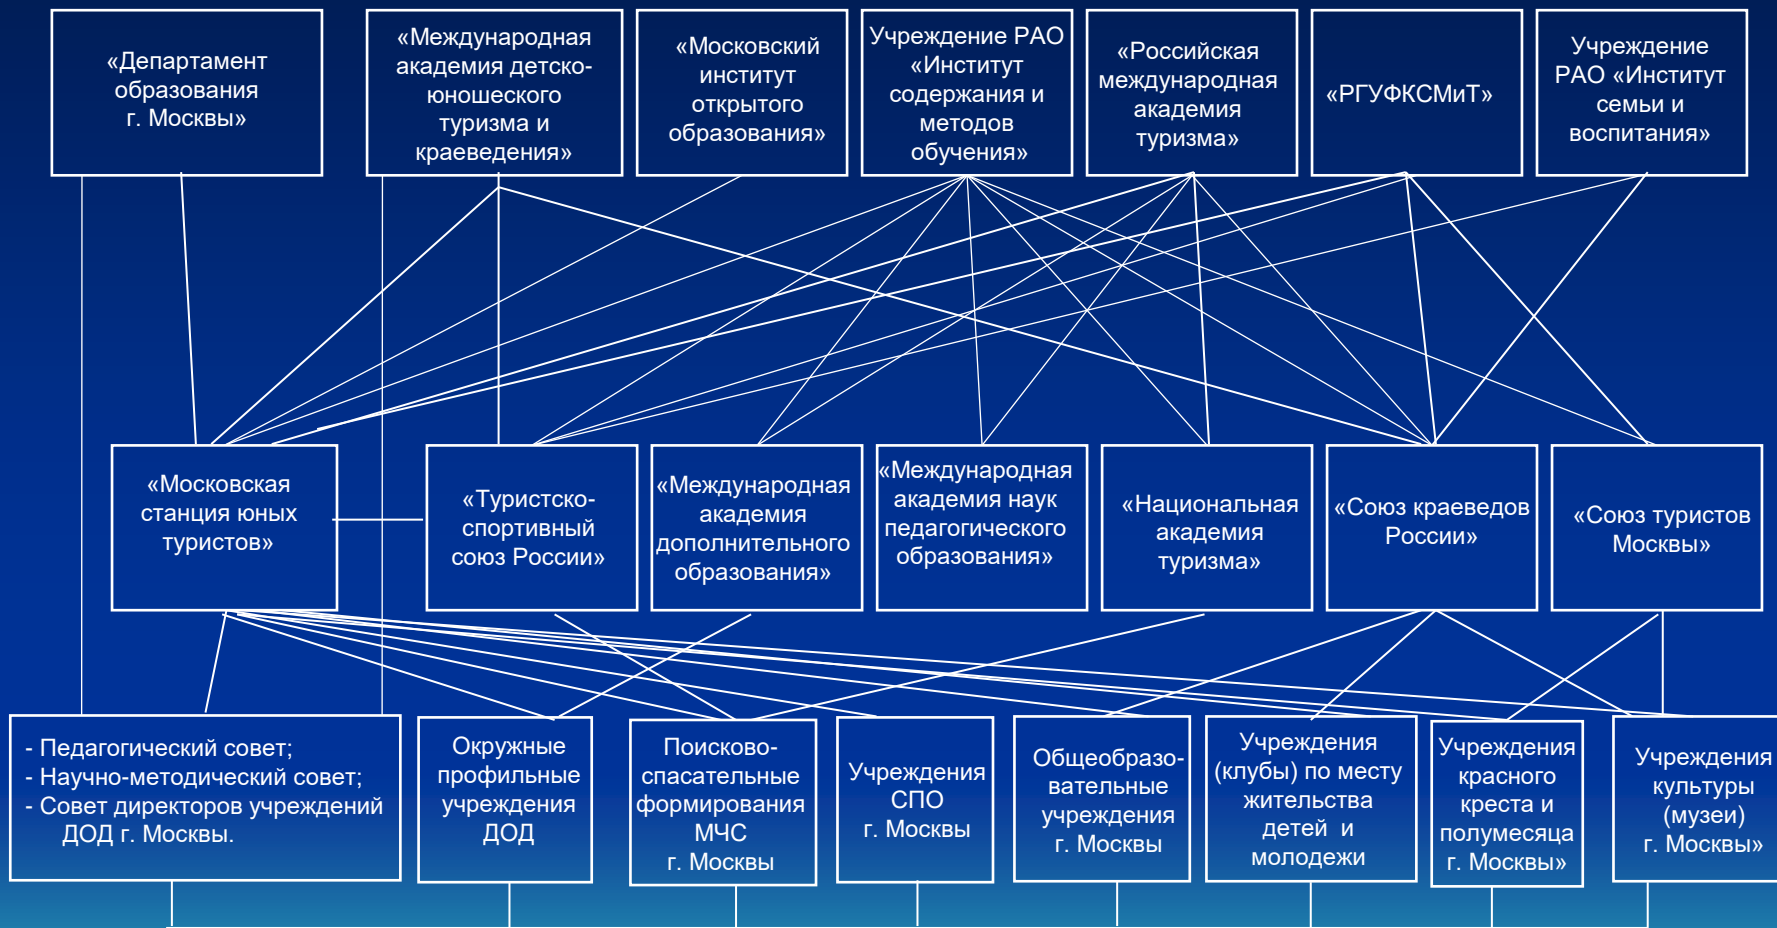 «Департамент
образования
г. Москвы»
«Международная
академия детско-
юношеского
туризма и
краеведения»
«Московский
институт
открытого
образования»
Учреждение РАО
«Институт
содержания и
методов
обучения»
«Российская
международная
академия
туризма»
«РГУФКСМиТ»
Учреждение
РАО «Институт
семьи и
воспитания»
«Московская
станция юных
туристов»
«Туристско-
спортивный
союз России»
«Международная
академия
дополнительного
образования»
«Международная
академия наук
педагогического
образования»
«Национальная
академия
туризма»
«Союз краеведов
России»
«Союз туристов
Москвы»
- Педагогический совет;
- Научно-методический совет;
- Совет директоров учреждений
ДОД г. Москвы.
Окружные
профильные
учреждения
ДОД
Поисково-
спасательные
формирования
МЧС
г. Москвы
Учреждения
СПО
г. Москвы
Общеобразо-
вательные
учреждения
г. Москвы
Учреждения
(клубы) по месту
жительства
детей и
молодежи
Учреждения
красного
креста и
полумесяца
г. Москвы»
Учреждения
культуры
(музеи)
г. Москвы»